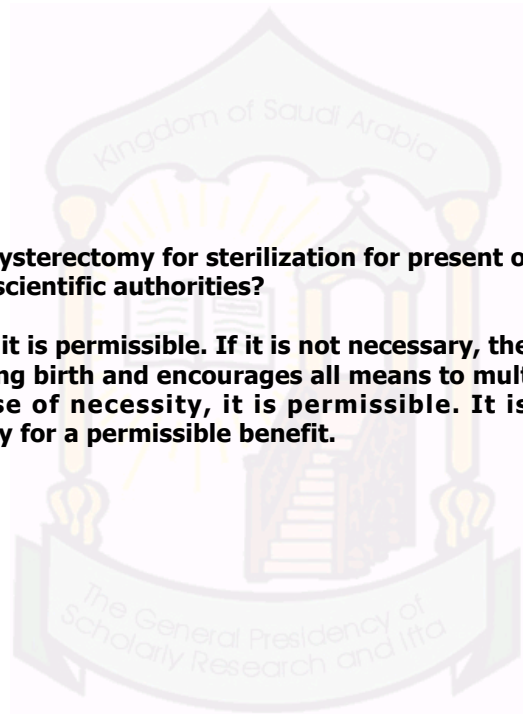 Kingdom of Saudi Arabia
ysterectomy for sterilization for present o
scientific authorities?
it is permissible. If it is not necessary, the
ng birth and encourages all means to mult
se of necessity, it is permissible. It is
y for a permissible benefit.
The General Presidency of
Scholarly Research and Ifta